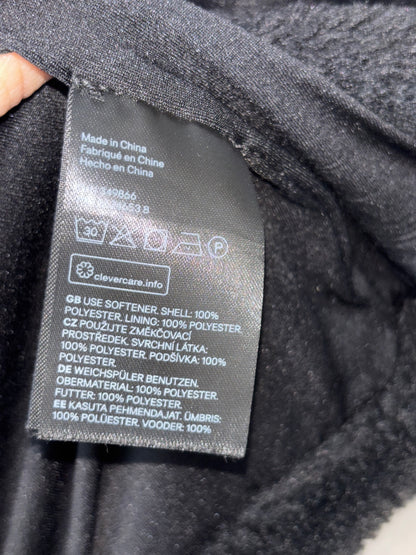 Made in China
Fabriqué en Chine
Hecho en China
30
P
clevercare.info
GB USE SOFTENER. SHELL: 100%
POLYESTER. LINING: 100% POLYESTER.
CZ POUŽIJTE ZMĚKČOVACÍ
PROSTŘEDEK. SVRCHNÍ LÁTKA:
100% POLYESTER. PODŠÍVKA: 100%
POLYESTER.
DE WEICHSPÜLER BENUTZEN.
OBERMATERIAL: 100% POLYESTER.
FUTTER: 100% POLYESTER.
EE KASUTA PEHMENDAJAT. ÜMBRIS:
100% POLÜESTER. VOODER: 100%